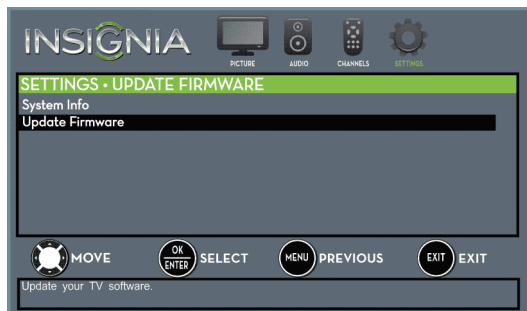 INSIGNIA
PICTURE AUDIO CHANNELS SETTINGS
SETTINGS • UPDATE FIRMWARE
System Info
Update Firmware
MOVE OK ENTER SELECT MENU PREVIOUS EXIT EXIT
Update your TV software.